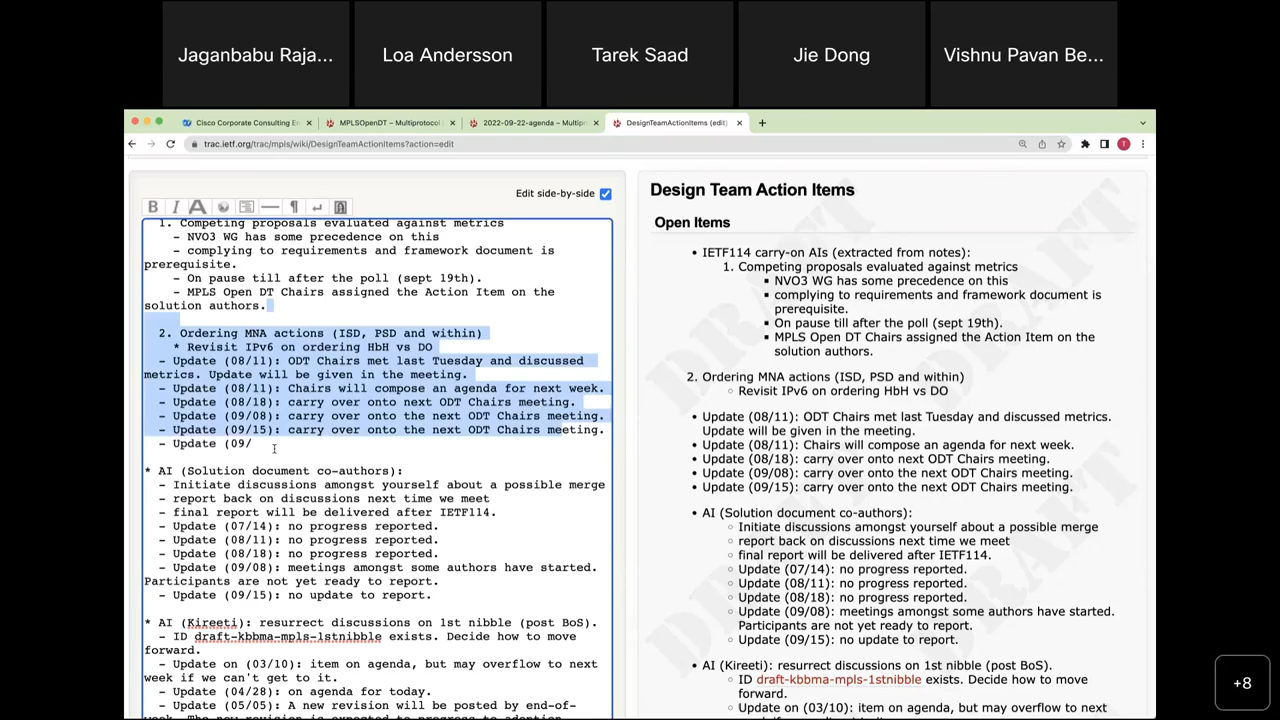 Jaganbabu Raja...
Loa Andersson
Tarek Saad
Jie Dong
Vishnu Pavan Be...
Cisco Corporate Consulting En
MPLSOpenDT – Multiprotocol
2022-09-22-agenda – Multipr
DesignTeamActionItems (edit)
trac.ietf.org/trac/mpls/wiki/DesignTeamActionItems?action=edit
Edit side-by-side
B I A
1. Competing proposals evaluated against metrics
- NVO3 WG has some precedence on this
- complying to requirements and framework document is
prerequisite.
- On pause till after the poll (sept 19th).
- MPLS Open DT Chairs assigned the Action Item on the
solution authors.
2. Ordering MNA actions (ISD, PSD and within)
* Revisit IPv6 on ordering HbH vs DO
- Update (08/11): ODT Chairs met last Tuesday and discussed
metrics. Update will be given in the meeting.
- Update (08/11): Chairs will compose an agenda for next week.
- Update (08/18): carry over onto next ODT Chairs meeting.
- Update (09/08): carry over onto the next ODT Chairs meeting.
- Update (09/15): carry over onto the next ODT Chairs meeting.
- Update (09/
* AI (Solution document co-authors):
- Initiate discussions amongst yourself about a possible merge
- report back on discussions next time we meet
- final report will be delivered after IETF114.
- Update (07/14): no progress reported.
- Update (08/11): no progress reported.
- Update (08/18): no progress reported.
- Update (09/08): meetings amongst some authors have started.
Participants are not yet ready to report.
- Update (09/15): no update to report.
* AI (Kireeti): resurrect discussions on 1st nibble (post BoS).
- ID draft-kbbma-mpls-1stnibble exists. Decide how to move
forward.
- Update on (03/10): item on agenda, but may overflow to next
week if we can't get to it.
- Update (04/28): on agenda for today.
- Update (05/05): A new revision will be posted by end-of-
Design Team Action Items
Open Items
• IETF114 carry-on AIs (extracted from notes):
1. Competing proposals evaluated against metrics
▪ NVO3 WG has some precedence on this
▪ complying to requirements and framework document is
prerequisite.
▪ On pause till after the poll (sept 19th).
▪ MPLS Open DT Chairs assigned the Action Item on the
solution authors.
2. Ordering MNA actions (ISD, PSD and within)
◦ Revisit IPv6 on ordering HbH vs DO
• Update (08/11): ODT Chairs met last Tuesday and discussed metrics.
Update will be given in the meeting.
• Update (08/11): Chairs will compose an agenda for next week.
• Update (08/18): carry over onto next ODT Chairs meeting.
• Update (09/08): carry over onto the next ODT Chairs meeting.
• Update (09/15): carry over onto the next ODT Chairs meeting.
• AI (Solution document co-authors):
◦ Initiate discussions amongst yourself about a possible merge
◦ report back on discussions next time we meet
◦ final report will be delivered after IETF114.
◦ Update (07/14): no progress reported.
◦ Update (08/11): no progress reported.
◦ Update (08/18): no progress reported.
◦ Update (09/08): meetings amongst some authors have started.
Participants are not yet ready to report.
◦ Update (09/15): no update to report.
• AI (Kireeti): resurrect discussions on 1st nibble (post BoS).
◦ ID draft-kbbma-mpls-1stnibble exists. Decide how to move
forward.
◦ Update on (03/10): item on agenda, but may overflow to next
DRAFT
+8